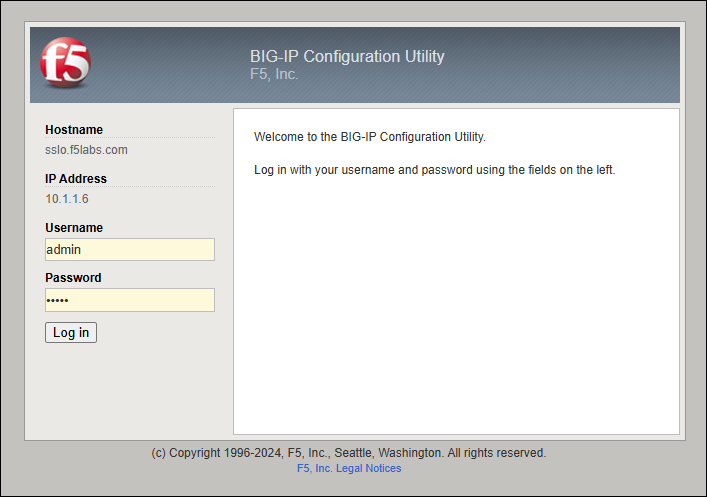 f5
BIG-IP Configuration Utility
F5, Inc.
Hostname
sslo.f5labs.com
IP Address
10.1.1.6
Username
admin
Password
•••••
Log in
Welcome to the BIG-IP Configuration Utility.
Log in with your username and password using the fields on the left.
(c) Copyright 1996-2024, F5, Inc., Seattle, Washington. All rights reserved.
F5, Inc. Legal Notices